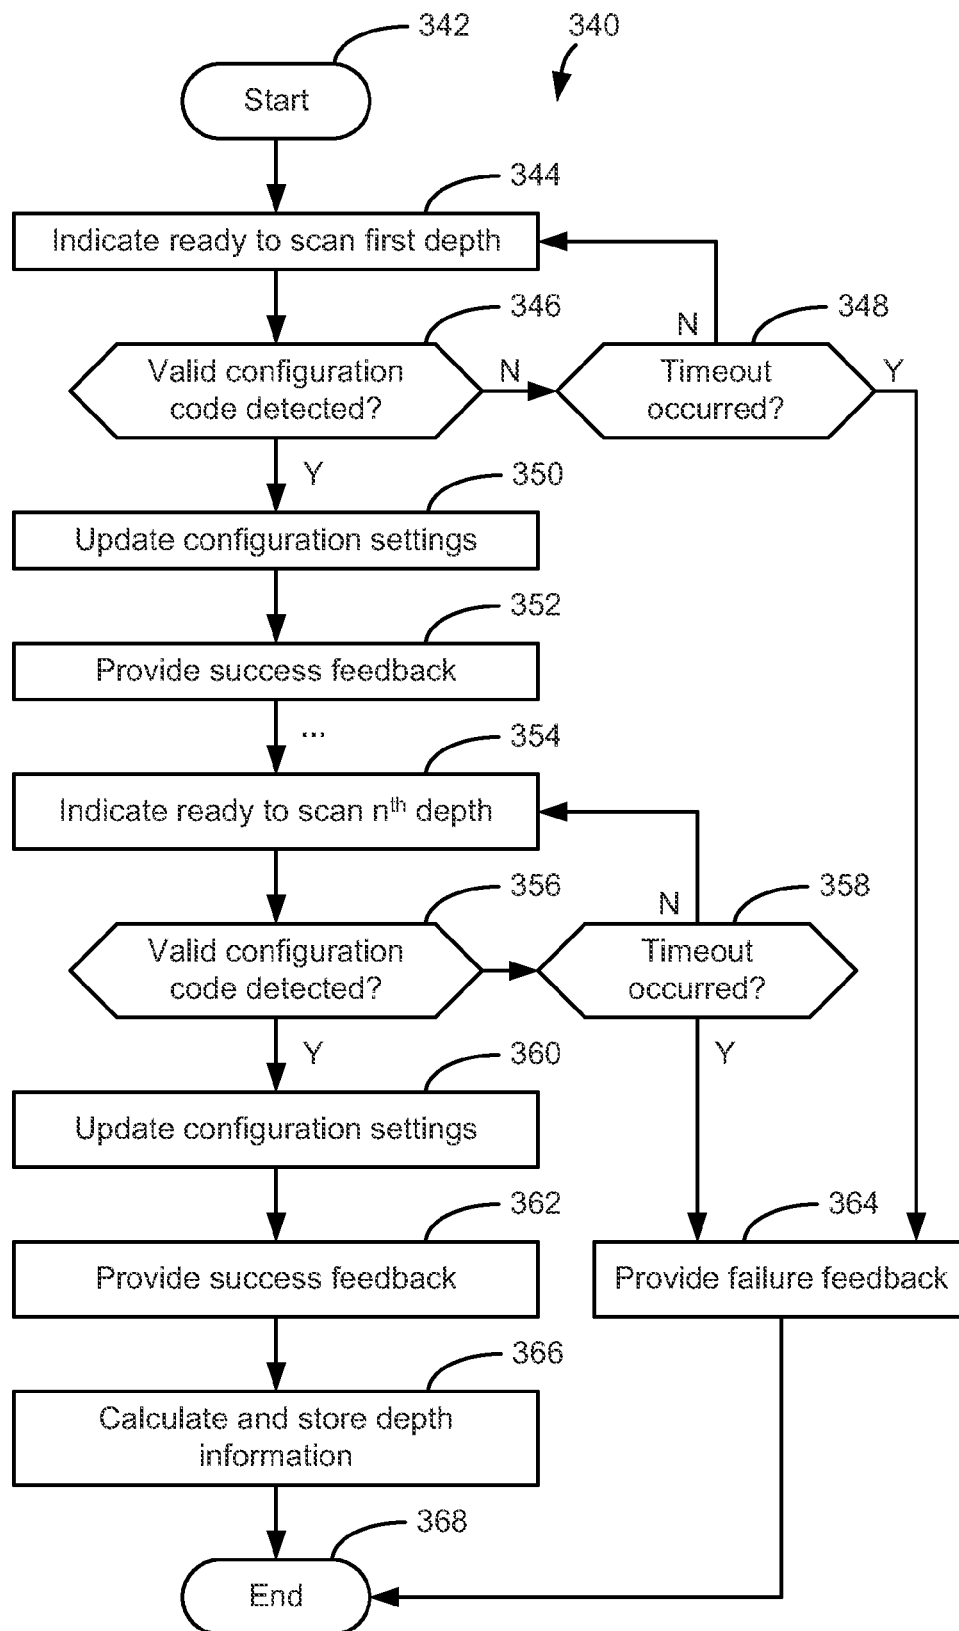 342
340
Start
344
Indicate ready to scan first depth
346
348
N
Valid configuration
code detected?
N
Timeout
occurred?
Y
Y
350
Update configuration settings
352
Provide success feedback
...
354
Indicate ready to scan nth depth
356
358
N
Valid configuration
code detected?
Timeout
occurred?
Y
Y
360
Update configuration settings
362
364
Provide success feedback
Provide failure feedback
366
Calculate and store depth
information
368
End